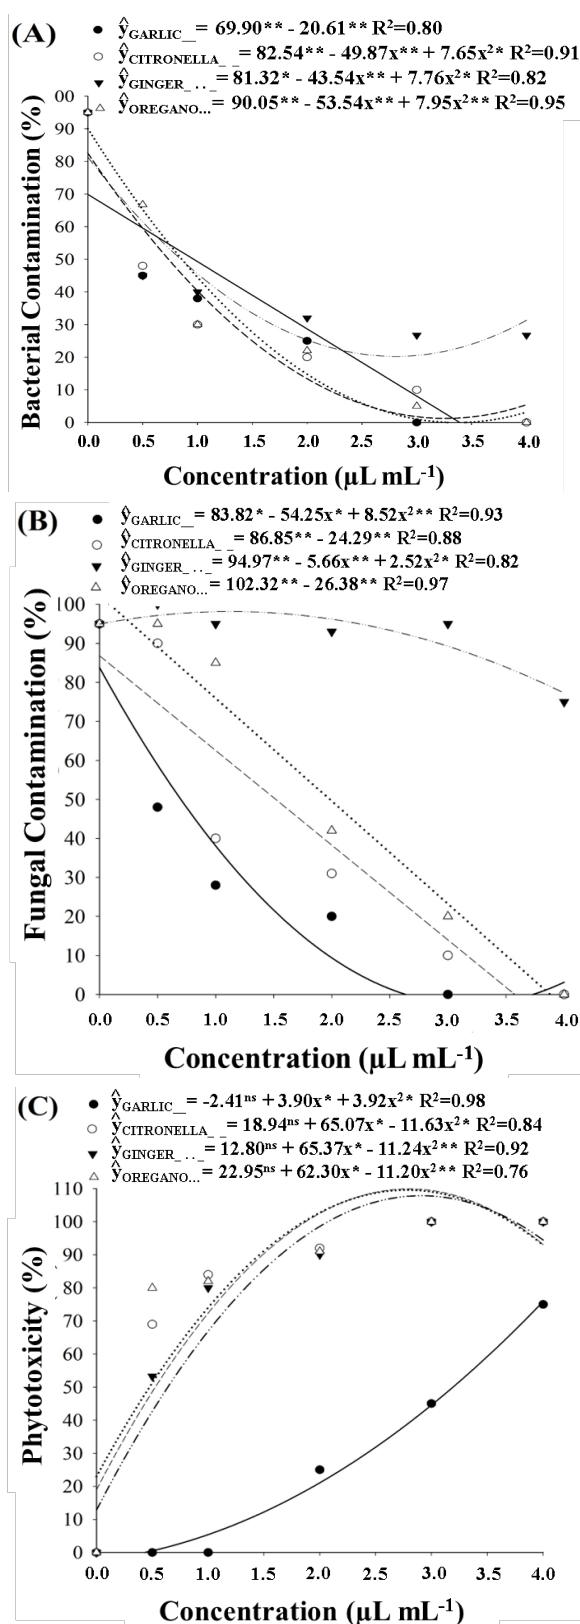 (A) ● ŷGARLIC__= 69.90** - 20.61** R²=0.80
○ ŷCITRONELLA_ _= 82.54** - 49.87x** + 7.65x²* R²=0.91
▼ ŷGINGER_ . . _= 81.32* - 43.54x** + 7.76x²* R²=0.82
△ ŷOREGANO...= 90.05** - 53.54x** + 7.95x²** R²=0.95
Bacterial Contamination (%)
00
90
80
70
60
50
40
30
20
10
0
0.0 0.5 1.0 1.5 2.0 2.5 3.0 3.5 4.0
Concentration (µL mL⁻¹)
(B) ● ŷGARLIC__= 83.82* - 54.25x* + 8.52x²** R²=0.93
○ ŷCITRONELLA_ _= 86.85** - 24.29** R²=0.88
▼ ŷGINGER_ . . _= 94.97** - 5.66x** + 2.52x²* R²=0.82
△ ŷOREGANO...= 102.32** - 26.38** R²=0.97
Fungal Contamination (%)
100
90
80
70
60
50
40
30
20
10
0
0.0 0.5 1.0 1.5 2.0 2.5 3.0 3.5 4.0
Concentration (µL mL⁻¹)
(C) ● ŷGARLIC__= -2.41ⁿˢ + 3.90x* + 3.92x²* R²=0.98
○ ŷCITRONELLA_ _ = 18.94ⁿˢ + 65.07x* - 11.63x²* R²=0.84
▼ ŷGINGER_ . . _= 12.80ⁿˢ + 65.37x* - 11.24x²** R²=0.92
△ ŷOREGANO...= 22.95ⁿˢ + 62.30x* - 11.20x²** R²=0.76
Phytotoxicity (%)
110
100
90
80
70
60
50
40
30
20
10
0
0.0 0.5 1.0 1.5 2.0 2.5 3.0 3.5 4.0
Concentration (µL mL⁻¹)